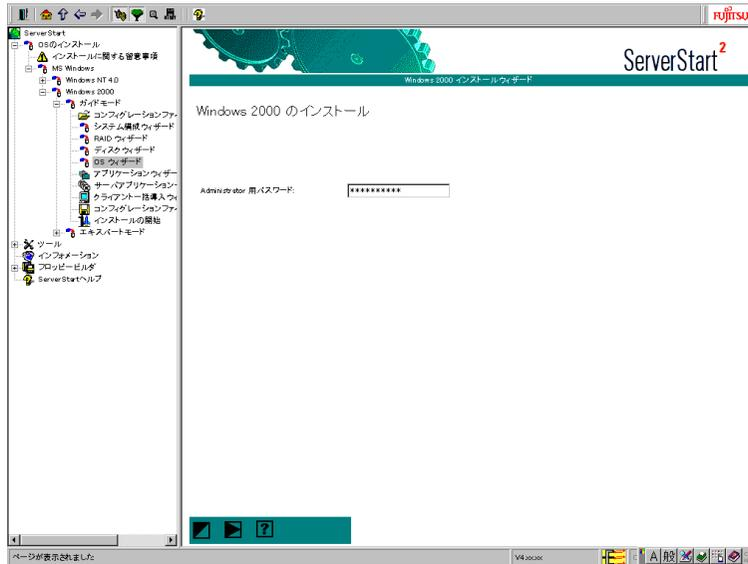 FUJITSU
ServerStart
OSのインストール
インストールに関する留意事項
MS Windows
Windows NT 4.0
Windows 2000
ガイドモード
コンフィグレーションファ
システム構成ウィザード
RAID ウィザード
ディスクウィザード
OS ウィザード
アプリケーションウィザー
サーバアプリケーション
クライアント一括導入ウィ
コンフィグレーションファ
インストールの開始
エキスパートモード
ツール
インフォメーション
フロッピービルダ
ServerStartヘルプ
ServerStart2
Windows 2000 インストールウィザード
Windows 2000 のインストール
Administrator 用パスワード:
**********
ページが表示されました
V4.xx.xx
A 般